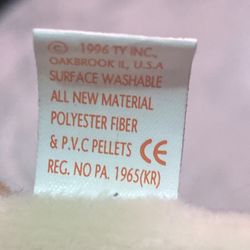 © 1996 TY INC.,
OAKBROOK IL, U.S.A
SURFACE WASHABLE
ALL NEW MATERIAL
POLYESTER FIBER
& P.V.C PELLETS CE
REG. NO PA. 1965(KR)